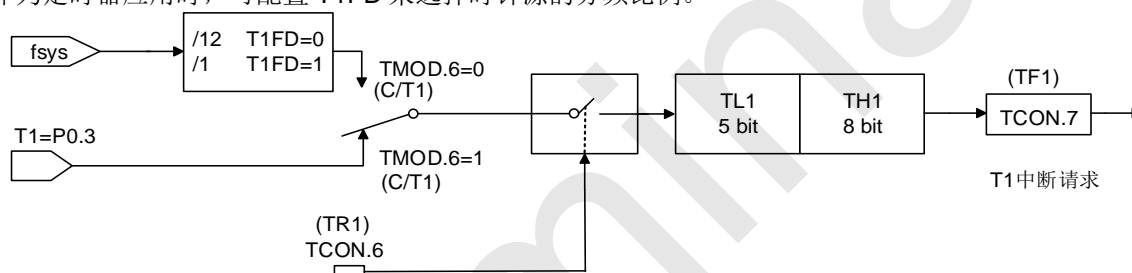 作为定时器应用时，可配置 T1FD 来选择时钟源的分频比例。
fsys
/12 T1FD=0
/1 T1FD=1
TMOD.6=0
(C/T1)
T1=P0.3
TMOD.6=1
(C/T1)
(TR1)
TCON.6
TL1
5 bit
TH1
8 bit
(TF1)
TCON.7
T1中断请求